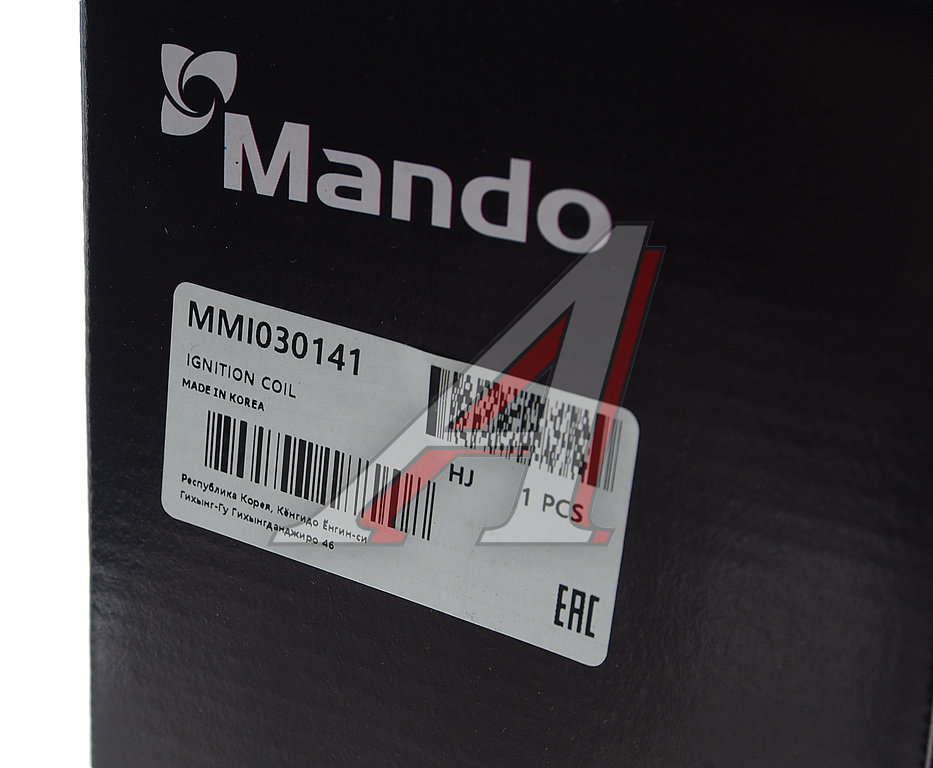 Mando
MMI030141
IGNITION COIL
MADE IN KOREA
HJ
1 PCS
Республика Корея, Кёнгидо Ёнгин-си
Гихынг-Гу Гихынгданджиро 46
EAC